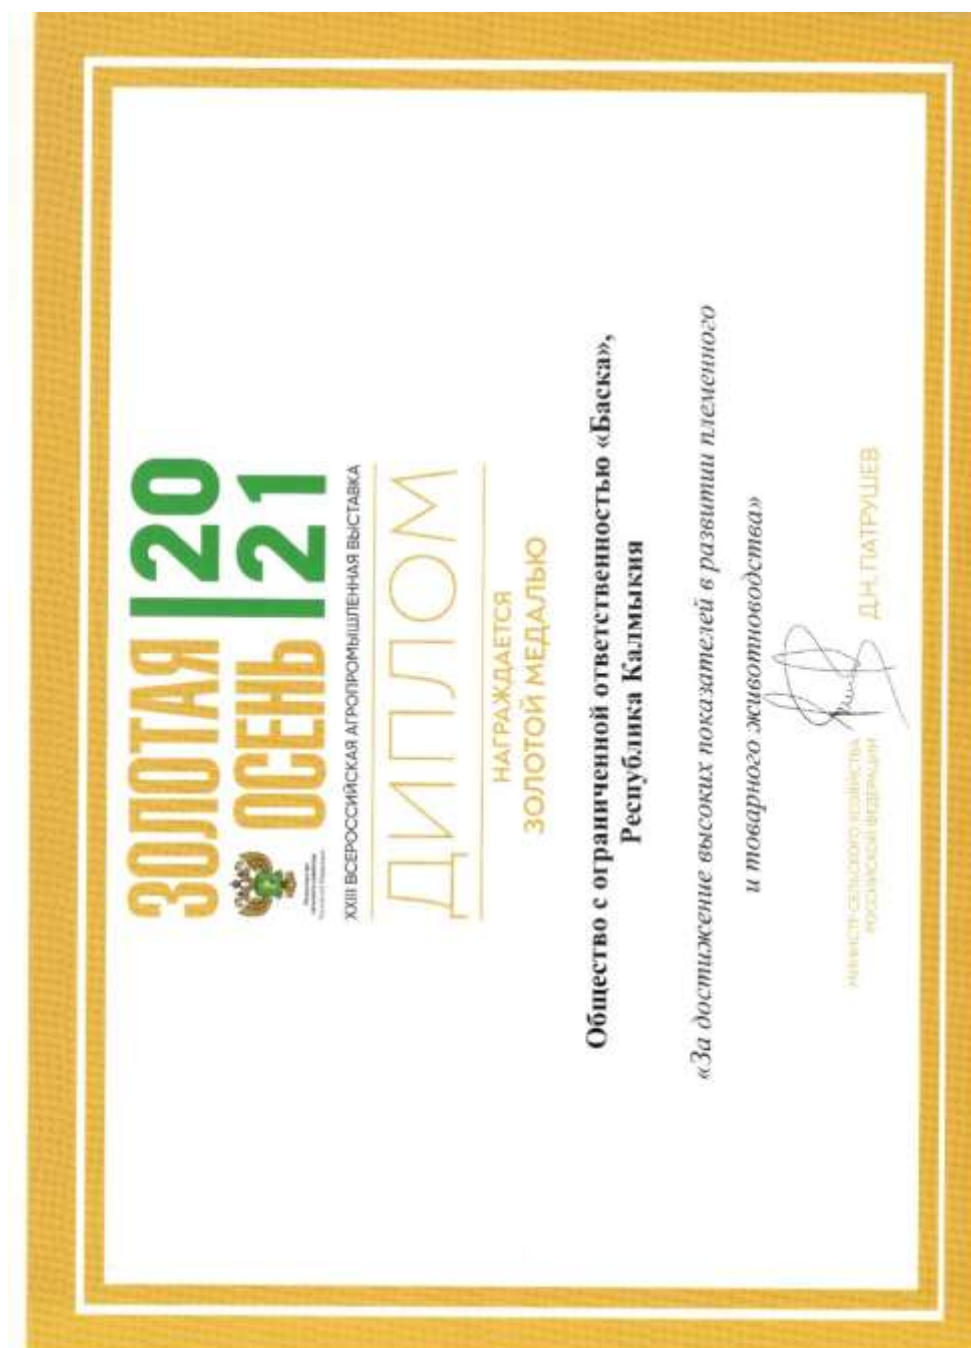 ЗОЛОТАЯ |20
ОСЕНЬ |21
XXIII ВСЕРОССИЙСКАЯ АГРОПРОМЫШЛЕННАЯ ВЫСТАВКА
ДИПЛОМ
НАГРАЖДАЕТСЯ
ЗОЛОТОЙ МЕДАЛЬЮ
Общество с ограниченной ответственностью «Баска»,
Республика Калмыкия
«За достижение высоких показателей в развитии племенного
и товарного животноводства»
МИНИСТР СЕЛЬСКОГО ХОЗЯЙСТВА
РОССИЙСКОЙ ФЕДЕРАЦИИ
Д.Н. ПАТРУШЕВ